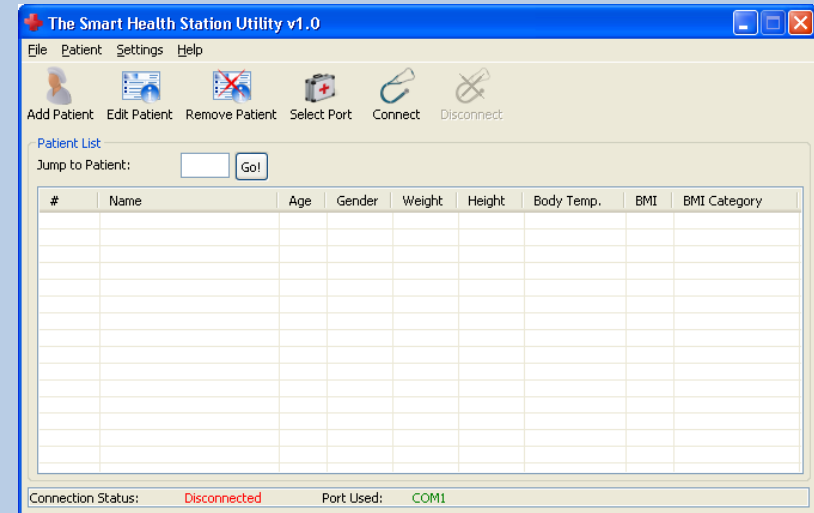 The Smart Health Station Utility v1.0
File Patient Settings Help
Add Patient Edit Patient Remove Patient Select Port Connect Disconnect
Patient List
Jump to Patient: Go!
# Name Age Gender Weight Height Body Temp. BMI BMI Category
Connection Status: Disconnected Port Used: COM1